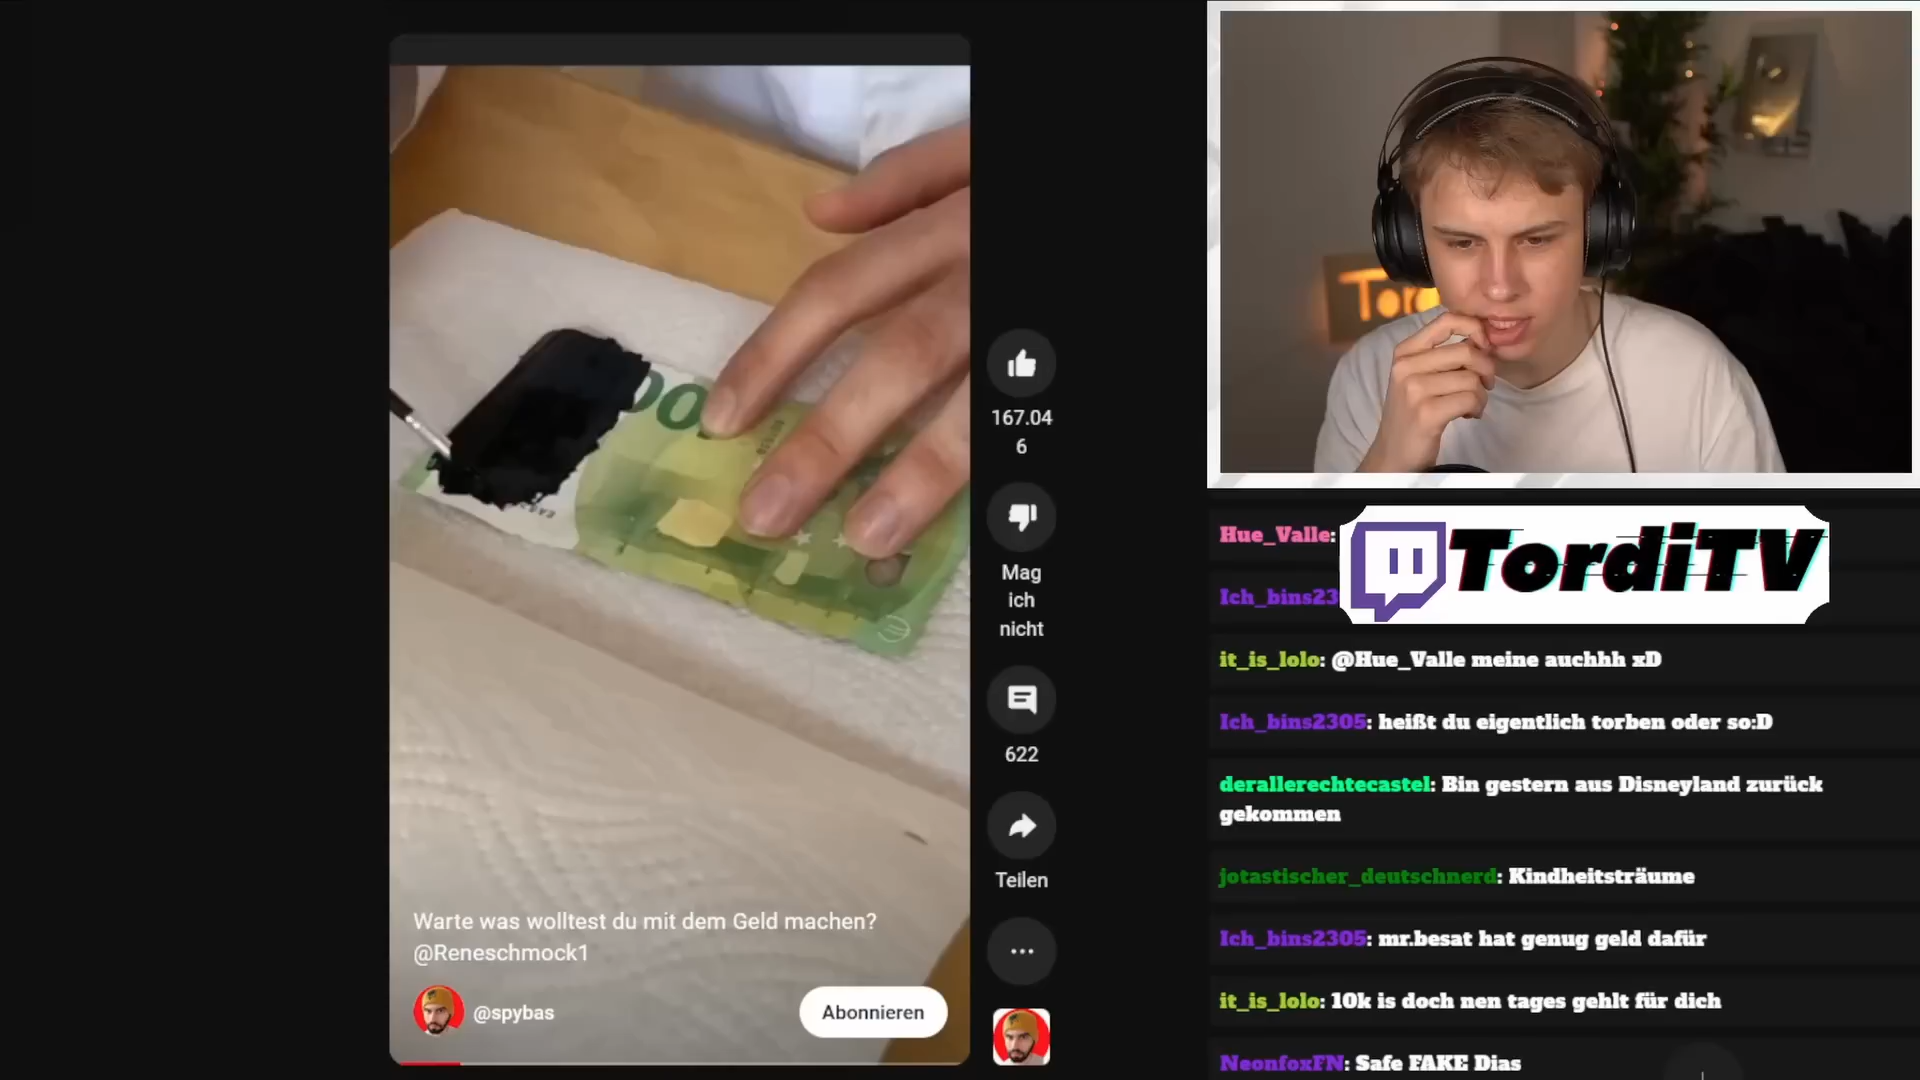 00
167.04
6
Mag
ich
nicht
622
Teilen
Warte was wolltest du mit dem Geld machen?
@Reneschmock1
@spybas
Abonnieren
Hue_Valle:
TordiTV
Ich_bins23
it_is_lolo: @Hue_Valle meine auchhh xD
Ich_bins2305: heißt du eigentlich torben oder so:D
derallerechtecastel: Bin gestern aus Disneyland zurück
gekommen
jotastischer_deutschnerd: Kindheitsträume
Ich_bins2305: mr.besat hat genug geld dafür
it_is_lolo: 10k is doch nen tages gehlt für dich
NeonfoxFN: Safe FAKE Dias